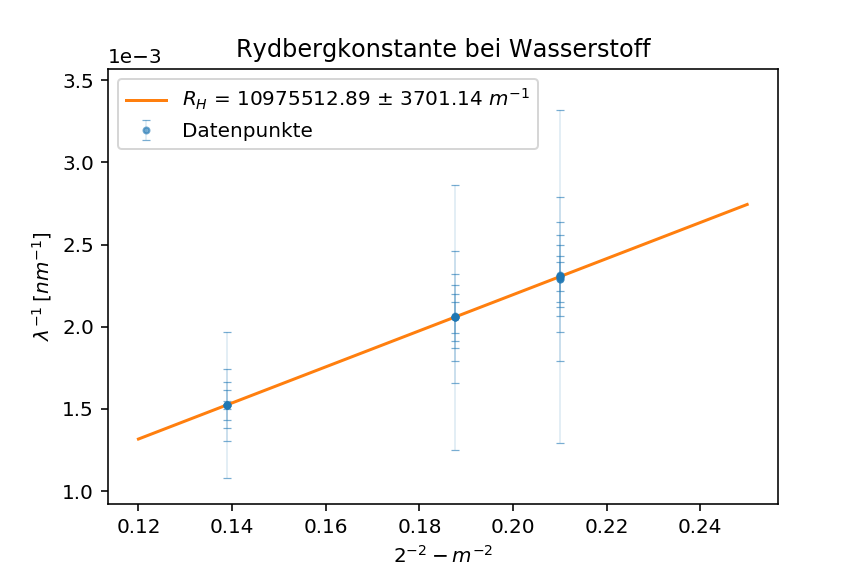 Rydbergkonstante bei Wasserstoff
1e−3
R_H = 10975512.89 ± 3701.14 m⁻¹
Datenpunkte
3.5
3.0
2.5
2.0
1.5
1.0
λ⁻¹ [nm⁻¹]
0.12 0.14 0.16 0.18 0.20 0.22 0.24
2⁻² − m⁻²